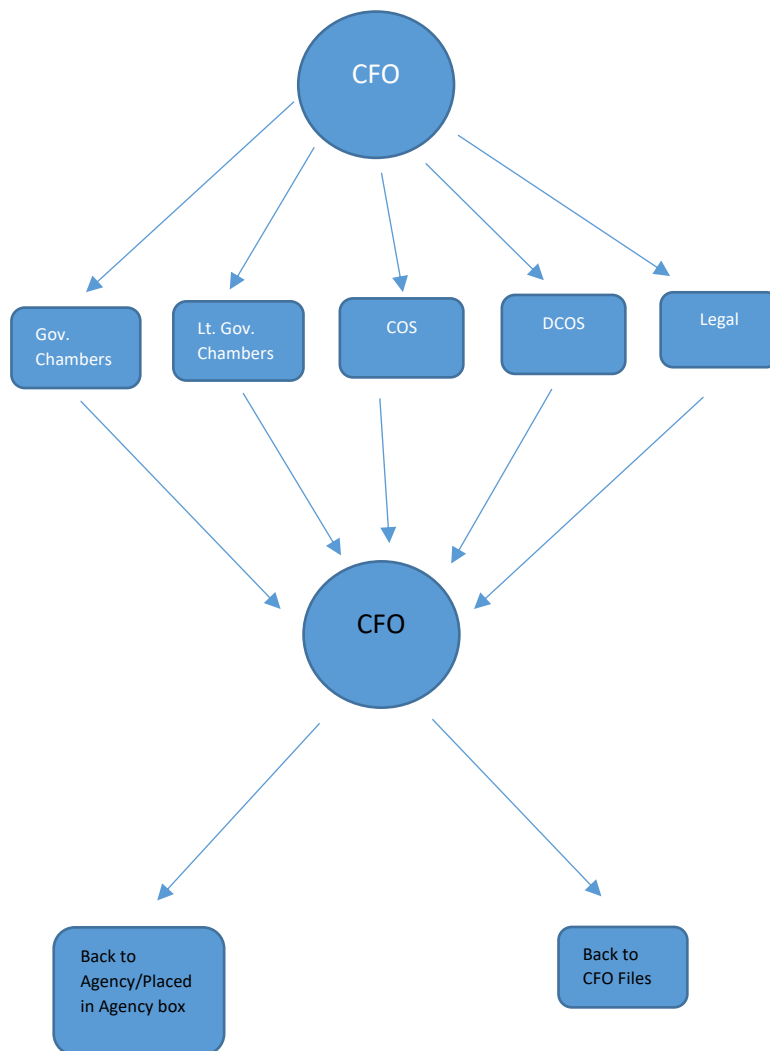 CFO
Gov.
Chambers
Lt. Gov.
Chambers
COS
DCOS
Legal
CFO
Back to
Agency/Placed
in Agency box
Back to
CFO Files